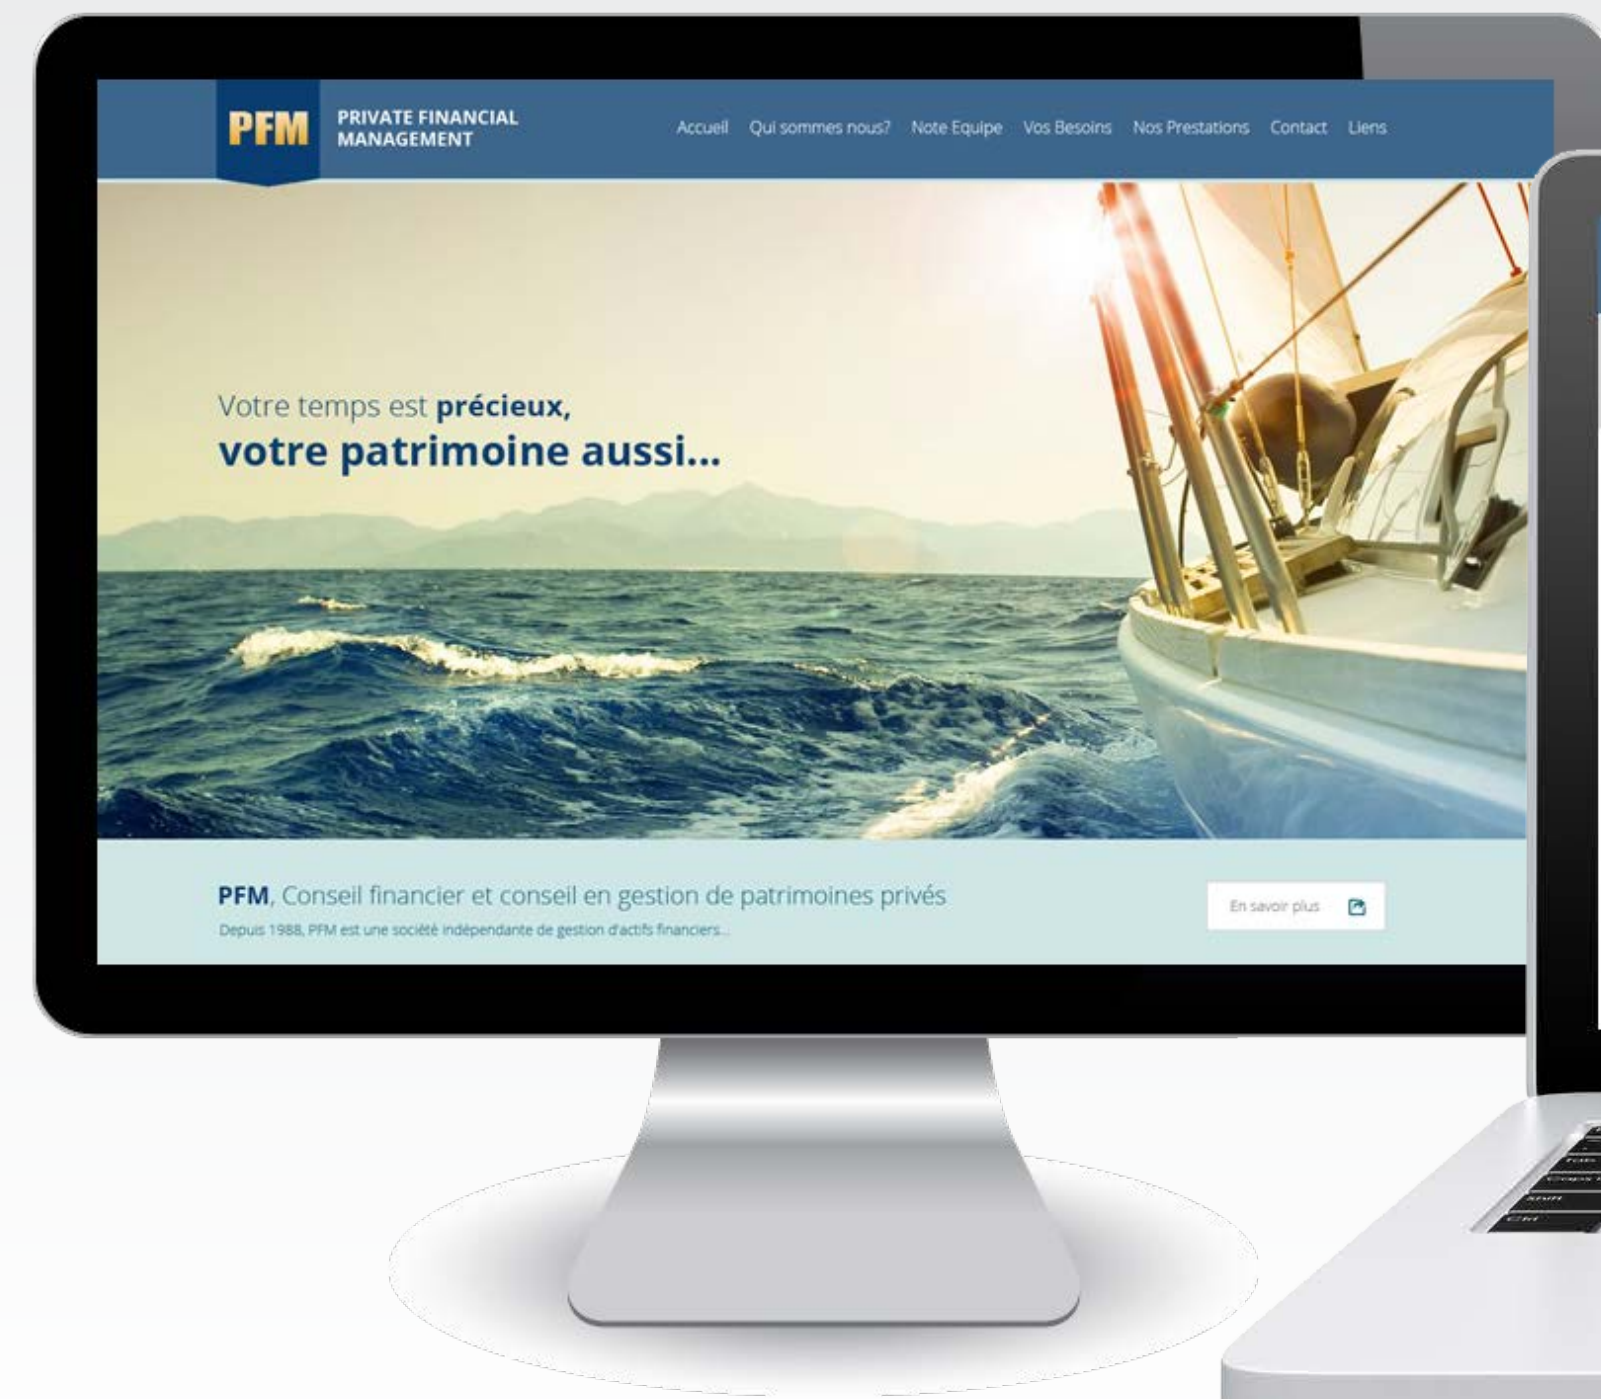 PFM
PRIVATE FINANCIAL
MANAGEMENT
Accueil Qui sommes nous? Note Equipe Vos Besoins Nos Prestations Contact Liens
Votre temps est précieux,
votre patrimoine aussi...
PFM, Conseil financier et conseil en gestion de patrimoines privés
Depuis 1988, PFM est une société indépendante de gestion d'actifs financiers...
En savoir plus
Shift
Ctrl